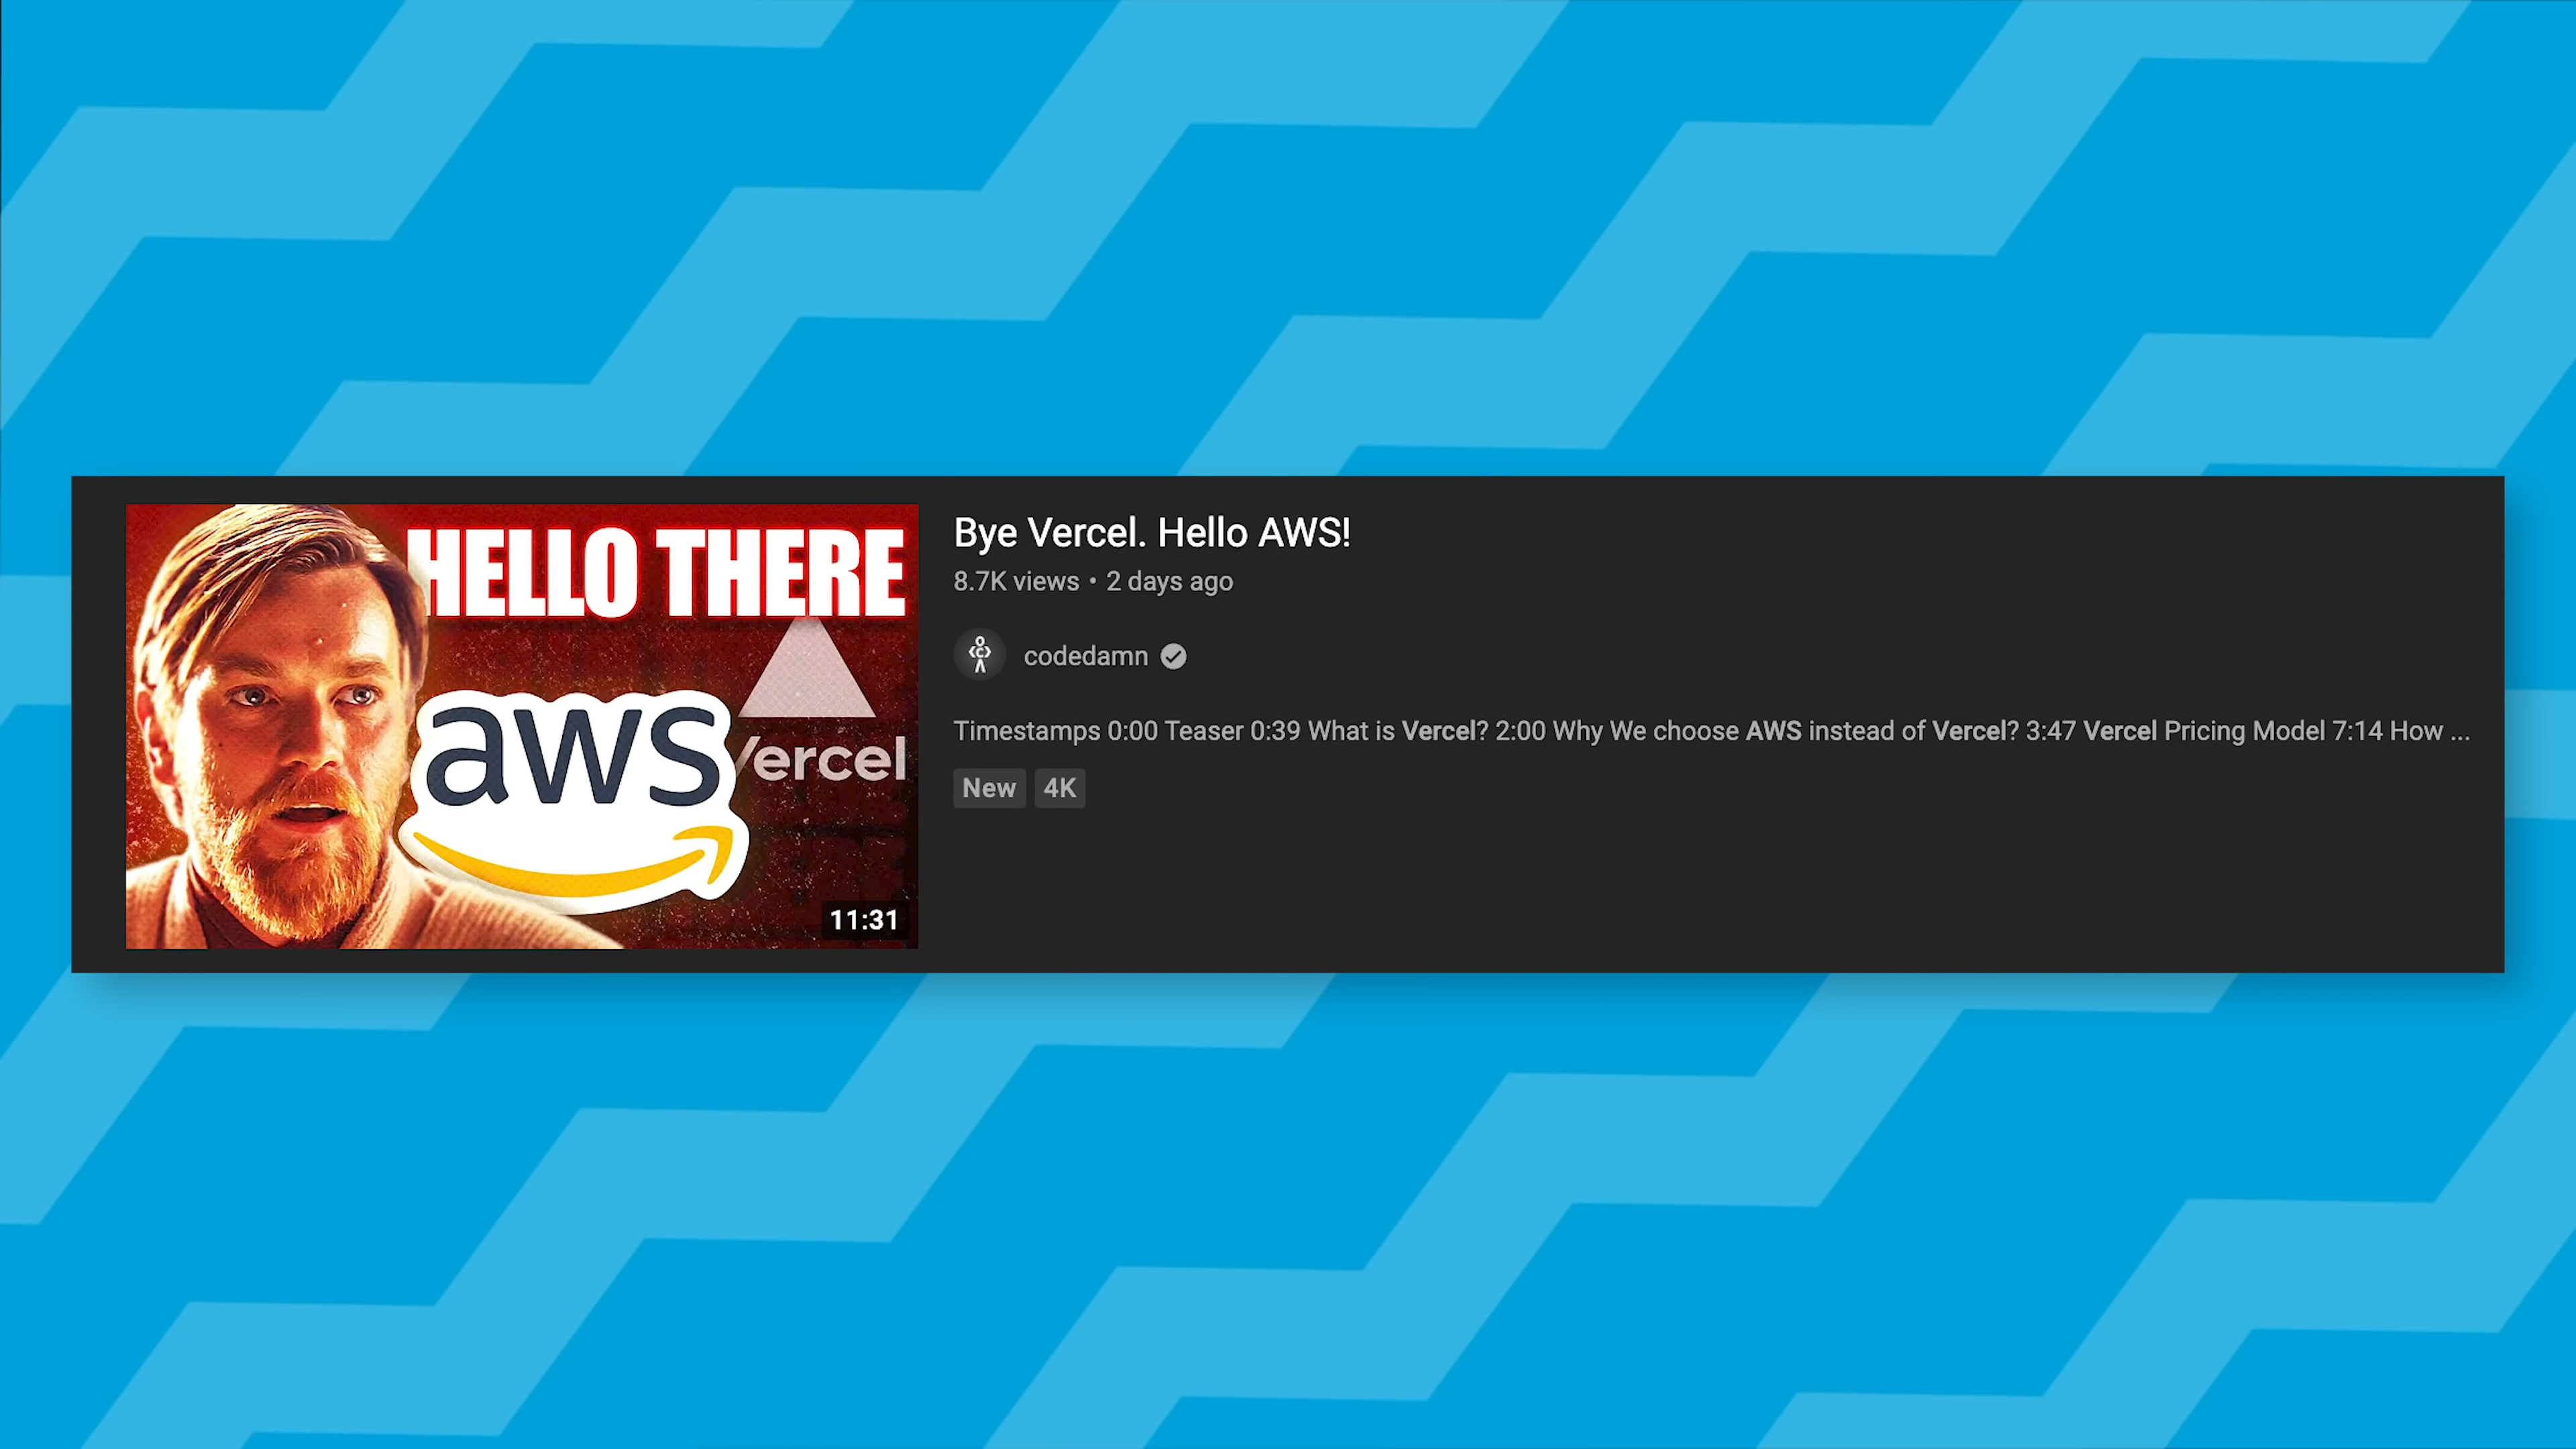 HELLO THERE
aws
Vercel
11:31
Bye Vercel. Hello AWS!
8.7K views • 2 days ago
codedamn
Timestamps 0:00 Teaser 0:39 What is Vercel? 2:00 Why We choose AWS instead of Vercel? 3:47 Vercel Pricing Model 7:14 How ...
New 4K